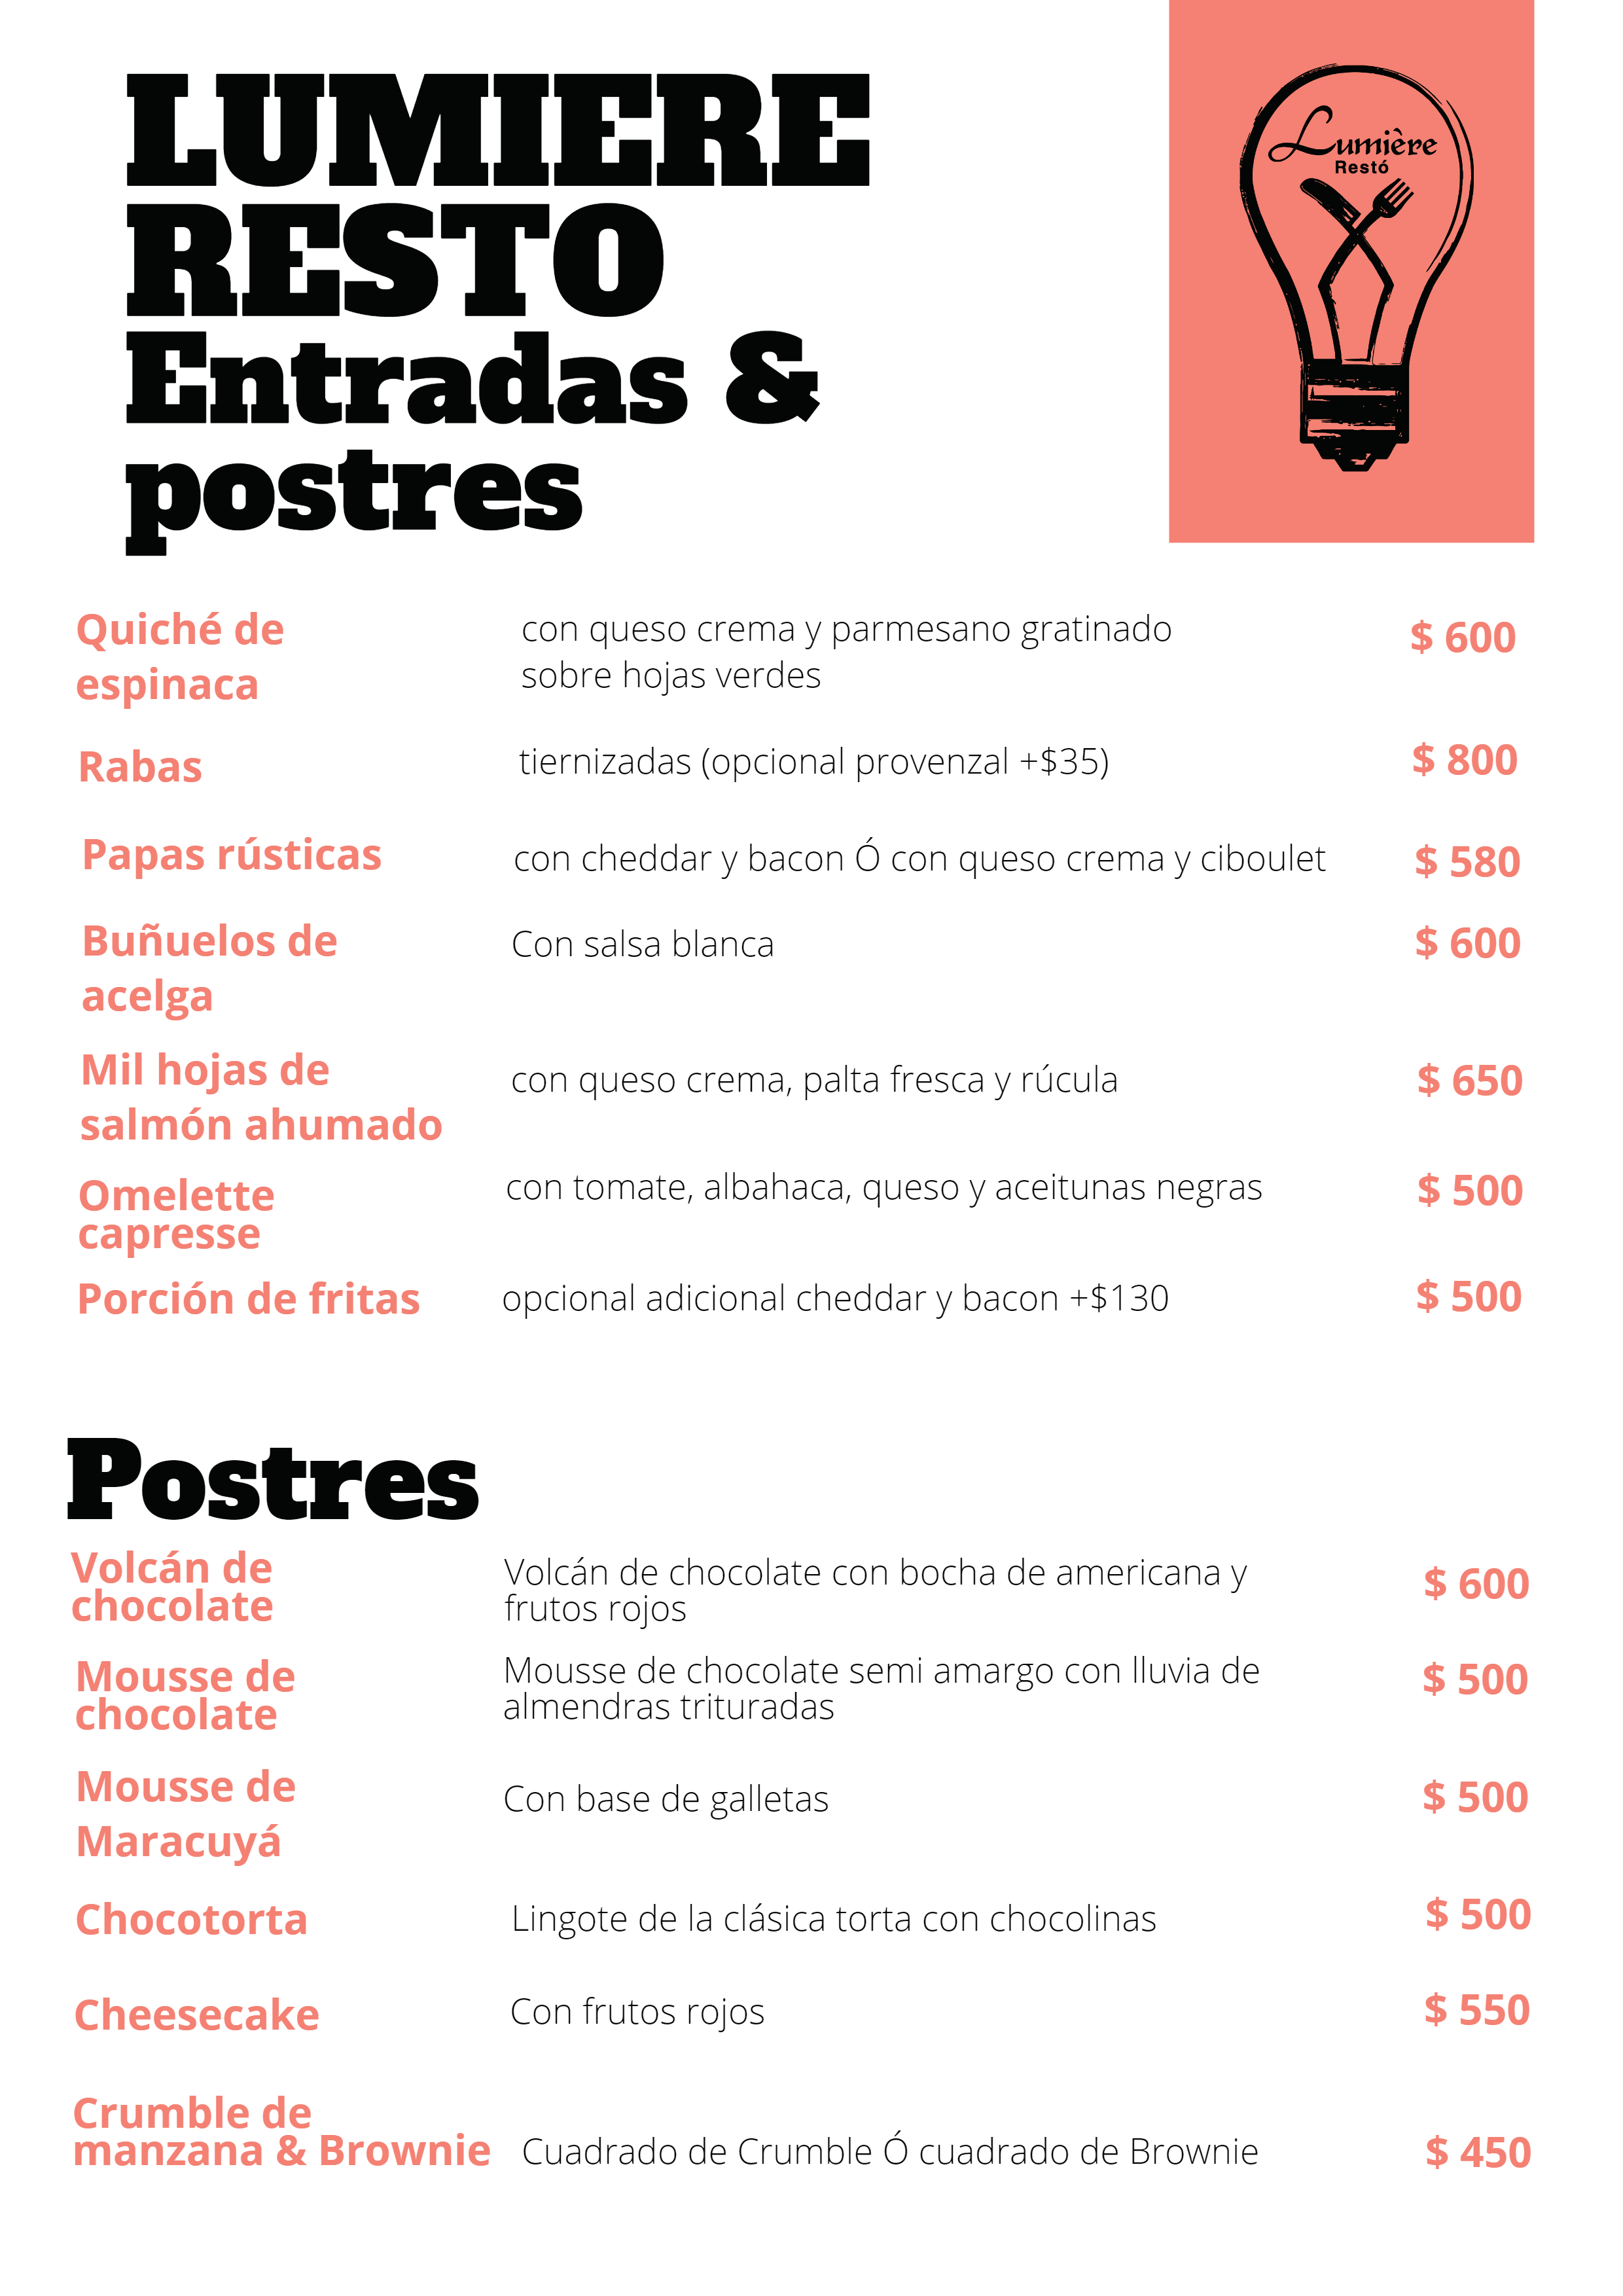 LUMIERE
RESTO
Entradas &
postres
Lumière
Restó
Quiché de
espinaca
con queso crema y parmesano gratinado
sobre hojas verdes
$ 600
Rabas
tiernizadas (opcional provenzal +$35)
$ 800
Papas rústicas
con cheddar y bacon Ó con queso crema y ciboulet
$ 580
Buñuelos de
acelga
Con salsa blanca
$ 600
Mil hojas de
salmón ahumado
con queso crema, palta fresca y rúcula
$ 650
Omelette
capresse
con tomate, albahaca, queso y aceitunas negras
$ 500
Porción de fritas
opcional adicional cheddar y bacon +$130
$ 500
Postres
Volcán de
chocolate
Volcán de chocolate con bocha de americana y
frutos rojos
$ 600
Mousse de
chocolate
Mousse de chocolate semi amargo con lluvia de
almendras trituradas
$ 500
Mousse de
Maracuyá
Con base de galletas
$ 500
Chocotorta
Lingote de la clásica torta con chocolinas
$ 500
Cheesecake
Con frutos rojos
$ 550
Crumble de
manzana & Brownie
Cuadrado de Crumble Ó cuadrado de Brownie
$ 450